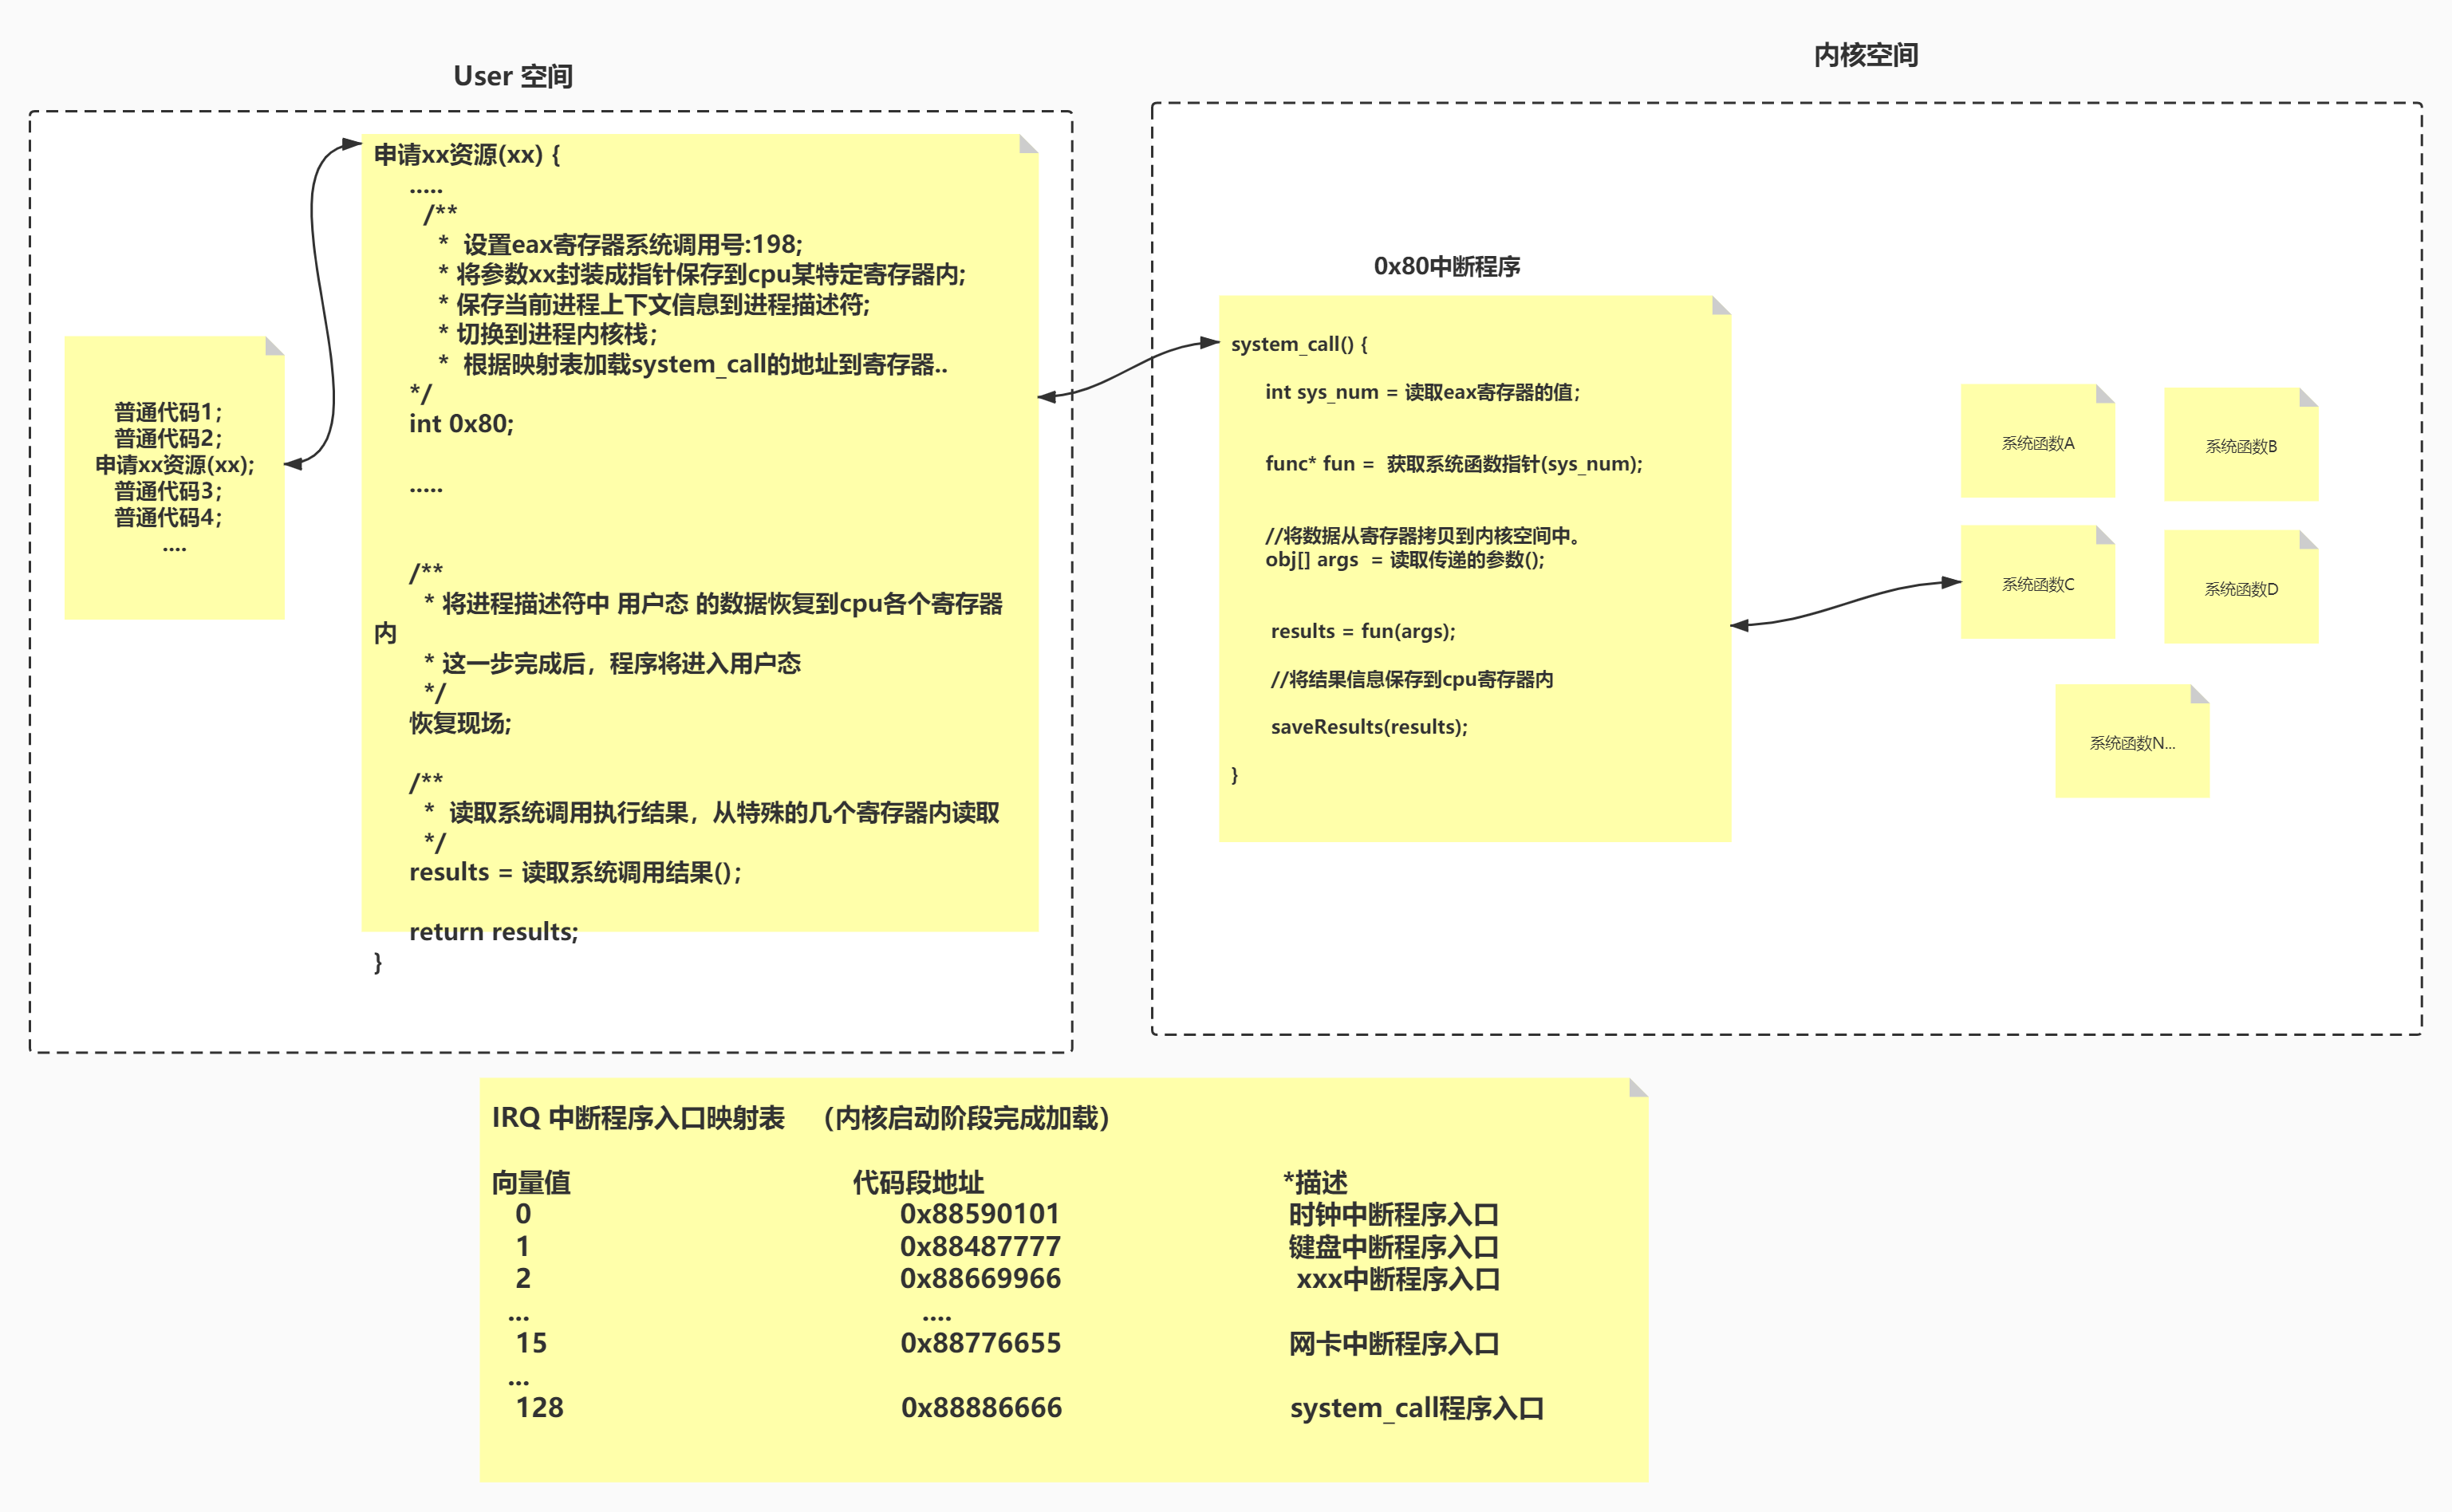 User 空间
申请xx资源(xx) {
.....
/**
* 设置eax寄存器系统调用号:198;
* 将参数xx封装成指针保存到cpu某特定寄存器内;
* 保存当前进程上下文信息到进程描述符;
* 切换到进程内核栈；
* 根据映射表加载system_call的地址到寄存器..
*/
int 0x80;
.....
/**
* 将进程描述符中 用户态 的数据恢复到cpu各个寄存器
内
* 这一步完成后，程序将进入用户态
*/
恢复现场;
/**
* 读取系统调用执行结果，从特殊的几个寄存器内读取
*/
results = 读取系统调用结果()；
return results;
}
普通代码1；
普通代码2；
申请xx资源(xx);
普通代码3；
普通代码4；
....
内核空间
0x80中断程序
system_call() {
int sys_num = 读取eax寄存器的值；
func* fun = 获取系统函数指针(sys_num);
//将数据从寄存器拷贝到内核空间中。
obj[] args = 读取传递的参数();
results = fun(args);
//将结果信息保存到cpu寄存器内
saveResults(results);
}
系统函数A
系统函数B
系统函数C
系统函数D
系统函数N...
IRQ 中断程序入口映射表 （内核启动阶段完成加载）
向量值 代码段地址 *描述
0 0x88590101 时钟中断程序入口
1 0x88487777 键盘中断程序入口
2 0x88669966 xxx中断程序入口
... ....
15 0x88776655 网卡中断程序入口
...
128 0x88886666 system_call程序入口